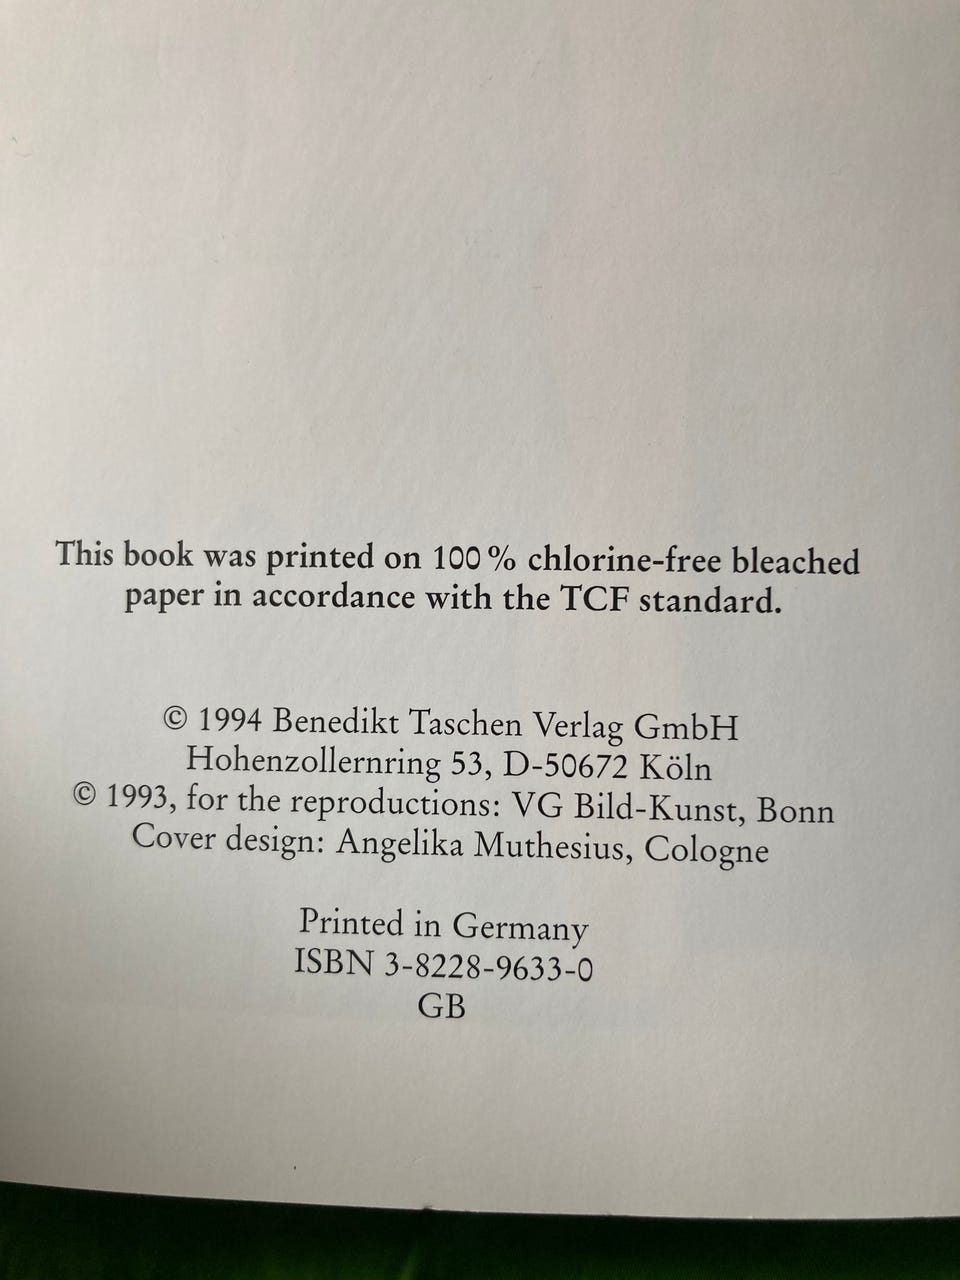 This book was printed on 100 % chlorine-free bleached
paper in accordance with the TCF standard.
© 1994 Benedikt Taschen Verlag GmbH
Hohenzollernring 53, D-50672 Köln
© 1993, for the reproductions: VG Bild-Kunst, Bonn
Cover design: Angelika Muthesius, Cologne
Printed in Germany
ISBN 3-8228-9633-0
GB